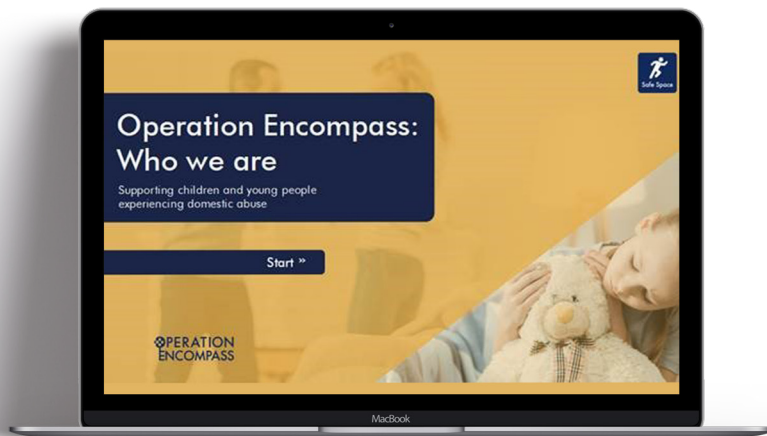 Safe Space
Operation Encompass:
Who we are
Supporting children and young people
experiencing domestic abuse
Start »
OPERATION
ENCOMPASS
MacBook